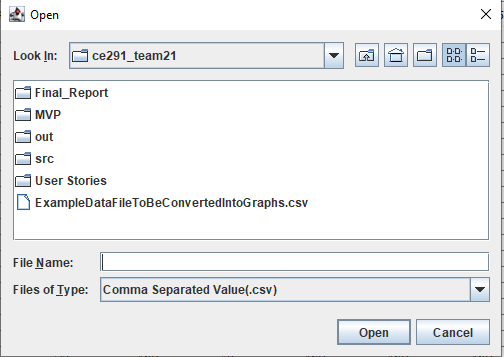 Open
Look In: ce291_team21
Final_Report
MVP
out
src
User Stories
ExampleDataFileToBeConvertedIntoGraphs.csv
File Name:
Files of Type: Comma Separated Value(.csv)
Open Cancel